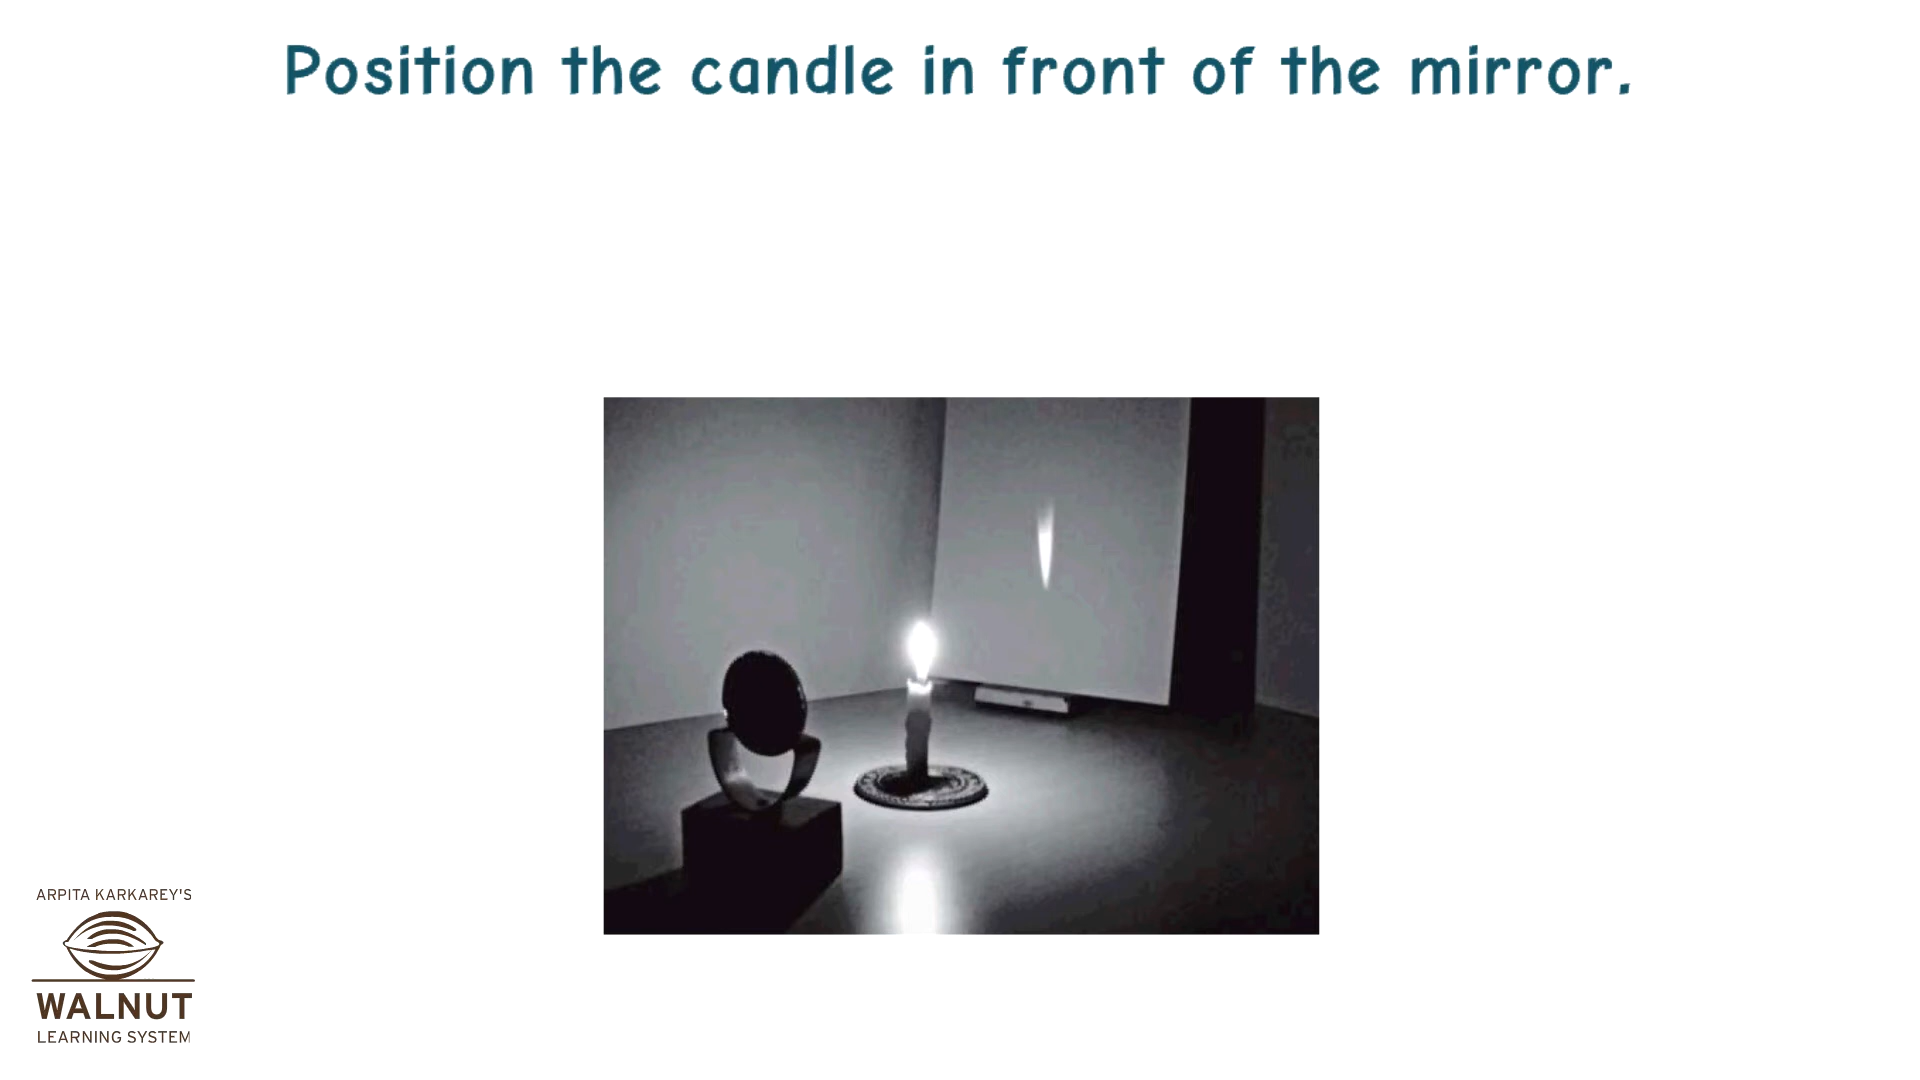 Position the candle in front of the mirror.
ARPITA KARKAREY'S
WALNUT
LEARNING SYSTEM